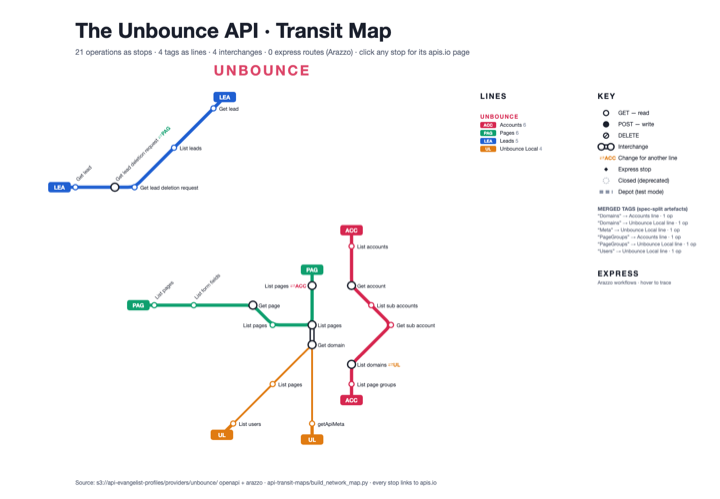 The Unbounce API · Transit Map
21 operations as stops · 4 tags as lines · 4 interchanges · 0 express routes (Arazzo) · click any stop for its apis.io page
UNBOUNCE
LEA
Get lead
List leads
Get lead
Get lead deletion request ⇄PAG
LEA
Get lead deletion request
ACC
List accounts
PAG
List pages ⇄ACC
Get account
List pages
List form fields
PAG
Get page
List sub accounts
List pages
List pages
Get sub account
Get domain
List domains ⇄UL
List pages
List page groups
ACC
List users
getApiMeta
UL
UL
LINES
UNBOUNCE
ACC Accounts 6
PAG Pages 6
LEA Leads 5
UL Unbounce Local 4
KEY
GET — read
POST — write
DELETE
Interchange
⇄ACC Change for another line
Express stop
Closed (deprecated)
Depot (test mode)
MERGED TAGS (spec-split artefacts)
"Domains" → Accounts line · 1 op
"Domains" → Unbounce Local line · 1 op
"Meta" → Unbounce Local line · 1 op
"PageGroups" → Accounts line · 1 op
"PageGroups" → Unbounce Local line · 1 op
"Users" → Unbounce Local line · 1 op
EXPRESS
Arazzo workflows · hover to trace
Source: s3://api-evangelist-profiles/providers/unbounce/ openapi + arazzo · api-transit-maps/build_network_map.py · every stop links to apis.io